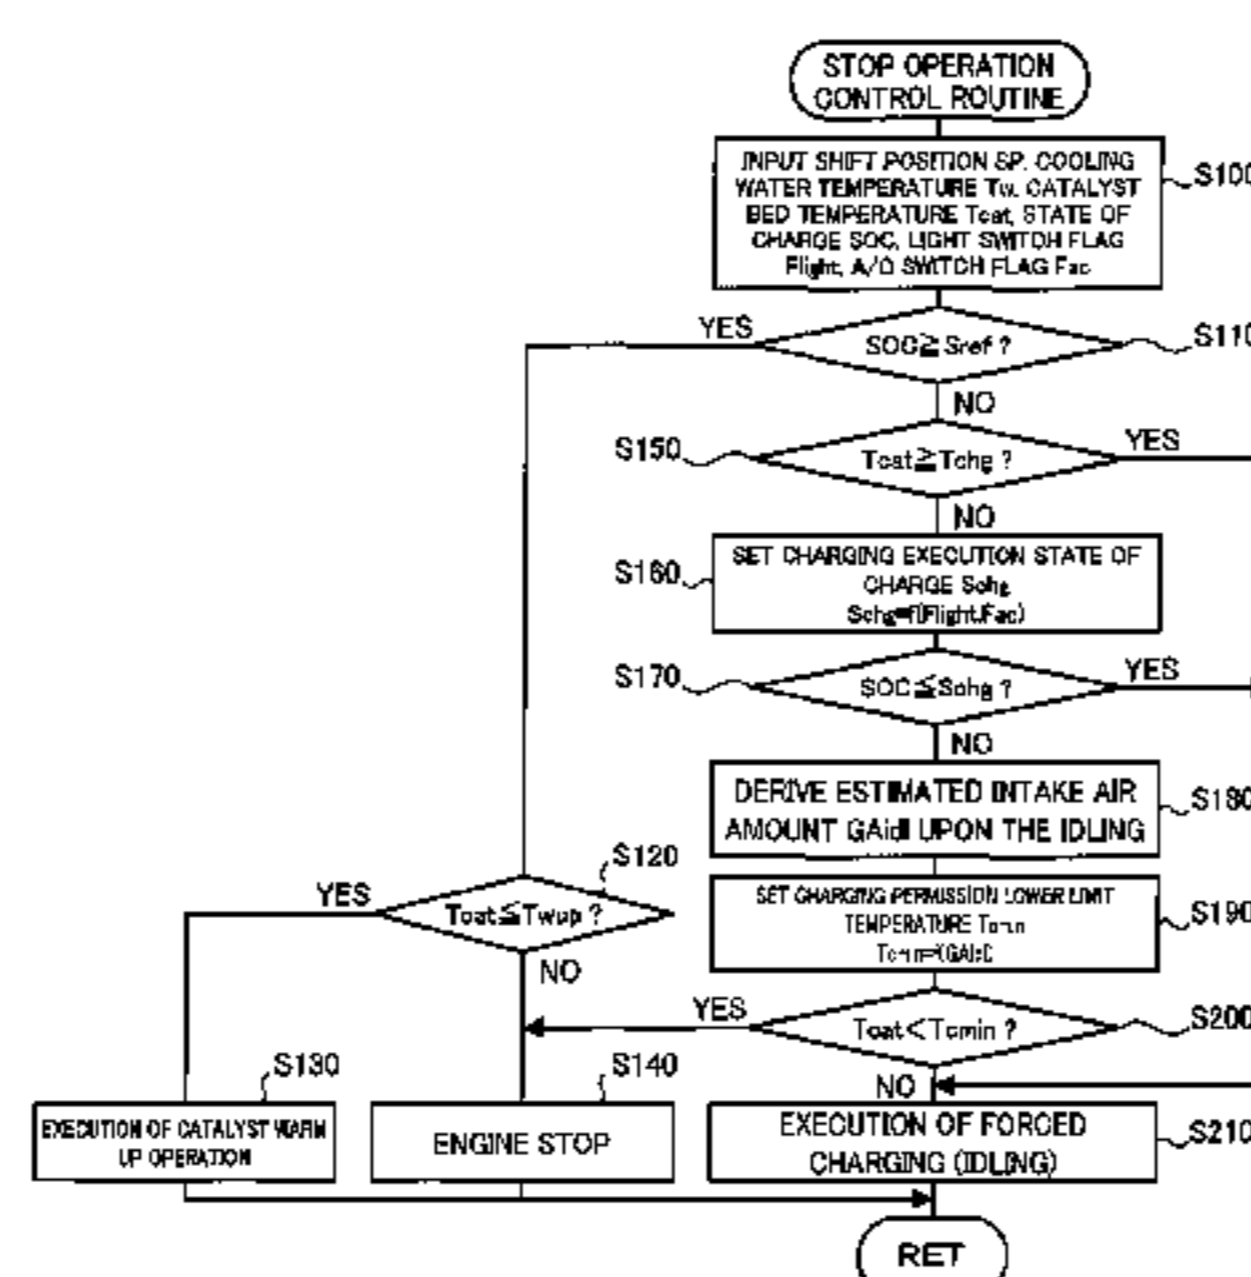 STOP OPERATION
CONTROL ROUTINE
INPUT SHIFT POSITION SP, COOLING
WATER TEMPERATURE Tw, CATALYST
BED TEMPERATURE Tcat, STATE OF
CHARGE SOC, LIGHT SWITCH FLAG
Flight, A/C SWITCH FLAG Fac
S100
YES
SOC≧Sref ?
S110
NO
S150
Tcat≧Tchg ?
YES
NO
S160
SET CHARGING EXECUTION STATE OF
CHARGE Schg
Schg=f(Flight,Fac)
S170
SOC≦Schg ?
YES
NO
DERIVE ESTIMATED INTAKE AIR
AMOUNT GAidl UPON THE IDLING
S180
S120
YES
Tcat≦Twup ?
NO
SET CHARGING PERMISSION LOWER LIMIT
TEMPERATURE Tcmin
Tcmin=f(GAidl)
S190
YES
Tcat<Tcmin ?
S200
NO
S130
EXECUTION OF CATALYST WARM
UP OPERATION
S140
ENGINE STOP
EXECUTION OF FORCED
CHARGING (IDLING)
S210
RET